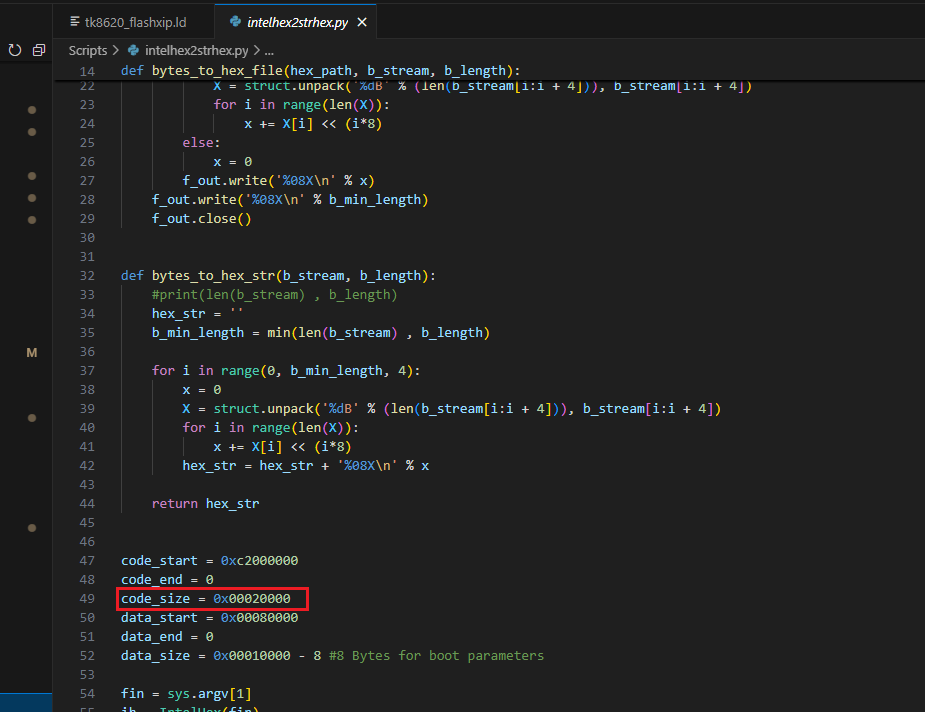 tk8620_flashxip.ld
intelhex2strhex.py
Scripts > intelhex2strhex.py > ...
14 def bytes_to_hex_file(hex_path, b_stream, b_length):
22 X = struct.unpack('%dB' % (len(b_stream[i:i + 4])), b_stream[i:i + 4])
23 for i in range(len(X)):
24 x += X[i] << (i*8)
25 else:
26 x = 0
27 f_out.write('%08X\n' % x)
28 f_out.write('%08X\n' % b_min_length)
29 f_out.close()
30
31
32 def bytes_to_hex_str(b_stream, b_length):
33 #print(len(b_stream) , b_length)
34 hex_str = ''
35 b_min_length = min(len(b_stream) , b_length)
36
M
37 for i in range(0, b_min_length, 4):
38 x = 0
39 X = struct.unpack('%dB' % (len(b_stream[i:i + 4])), b_stream[i:i + 4])
40 for i in range(len(X)):
41 x += X[i] << (i*8)
42 hex_str = hex_str + '%08X\n' % x
43
44 return hex_str
45
46
47 code_start = 0xc2000000
48 code_end = 0
49 code_size = 0x00020000
50 data_start = 0x00080000
51 data_end = 0
52 data_size = 0x00010000 - 8 #8 Bytes for boot parameters
53
54 fin = sys.argv[1]
55 ih = IntelHex(fin)